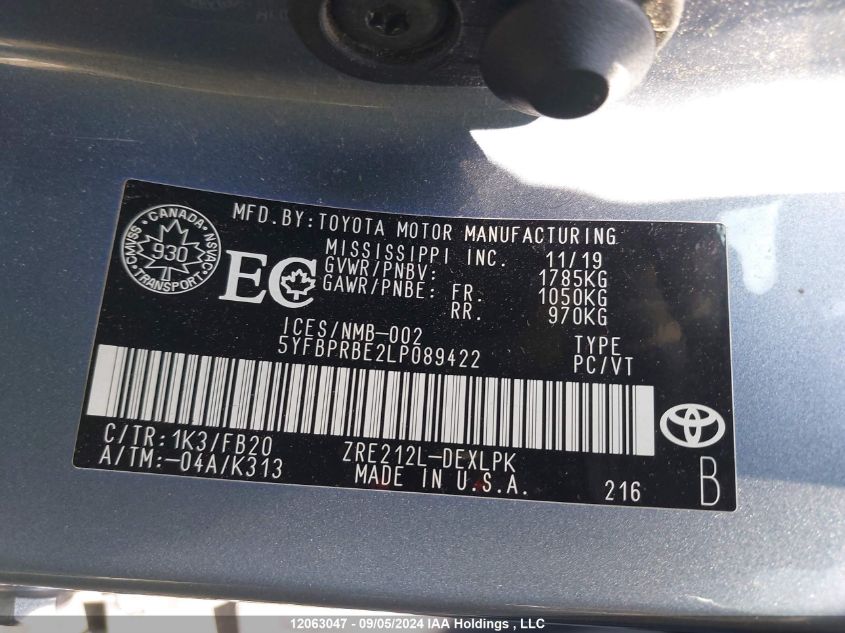 MFD.BY:TOYOTA MOTOR MANUFACTURING
MISSISSIPPI INC. 11/19
GVWR/PNBV: 1785KG
GAWR/PNBE: FR. 1050KG
RR. 970KG
CANADA
CMVSS 930 NSVAC
TRANSPORT
EC
ICES/NMB-002
5YFBPRBE2LP089422 TYPE
PC/VT
C/TR:1K3/FB20 ZRE212L-DEXLPK
A/TM:-04A/K313 MADE IN U.S.A. 216 B
12063047 - 09/05/2024 IAA Holdings , LLC